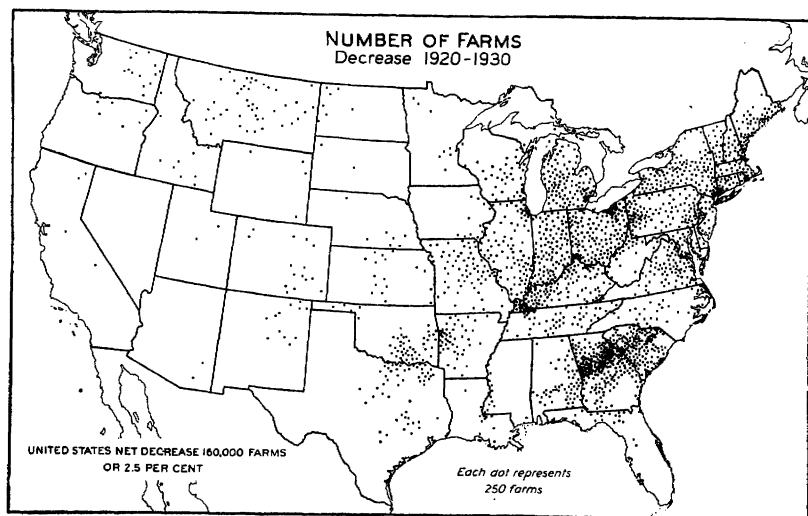 NUMBER OF FARMS
Decrease 1920-1930
UNITED STATES NET DECREASE 160,000 FARMS
OR 2.5 PER CENT
Each dot represents
250 farms